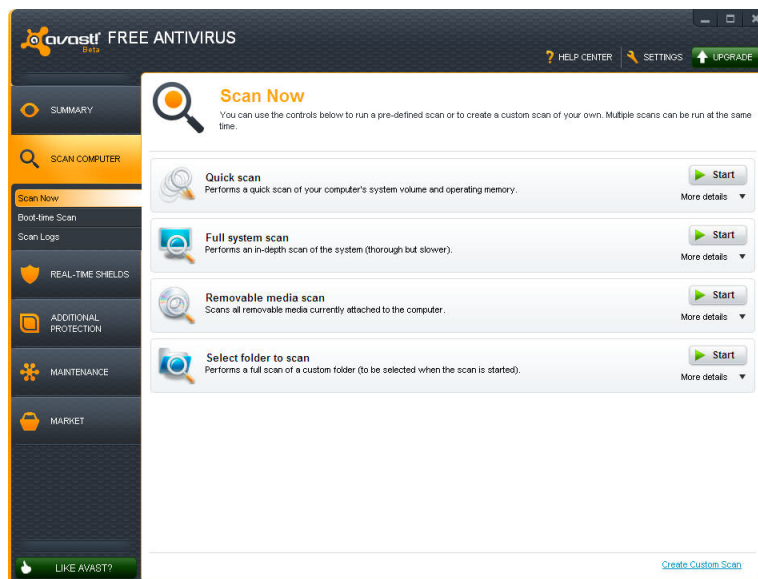 avast! FREE ANTIVIRUS
Beta
HELP CENTER
SETTINGS
UPGRADE
SUMMARY
SCAN COMPUTER
Scan Now
Boot-time Scan
Scan Logs
REAL-TIME SHIELDS
ADDITIONAL
PROTECTION
MAINTENANCE
MARKET
LIKE AVAST?
Scan Now
You can use the controls below to run a pre-defined scan or to create a custom scan of your own. Multiple scans can be run at the same
time.
Quick scan
Performs a quick scan of your computer's system volume and operating memory.
Start
More details
Full system scan
Performs an in-depth scan of the system (thorough but slower).
Start
More details
Removable media scan
Scans all removable media currently attached to the computer.
Start
More details
Select folder to scan
Performs a full scan of a custom folder (to be selected when the scan is started).
Start
More details
Create Custom Scan